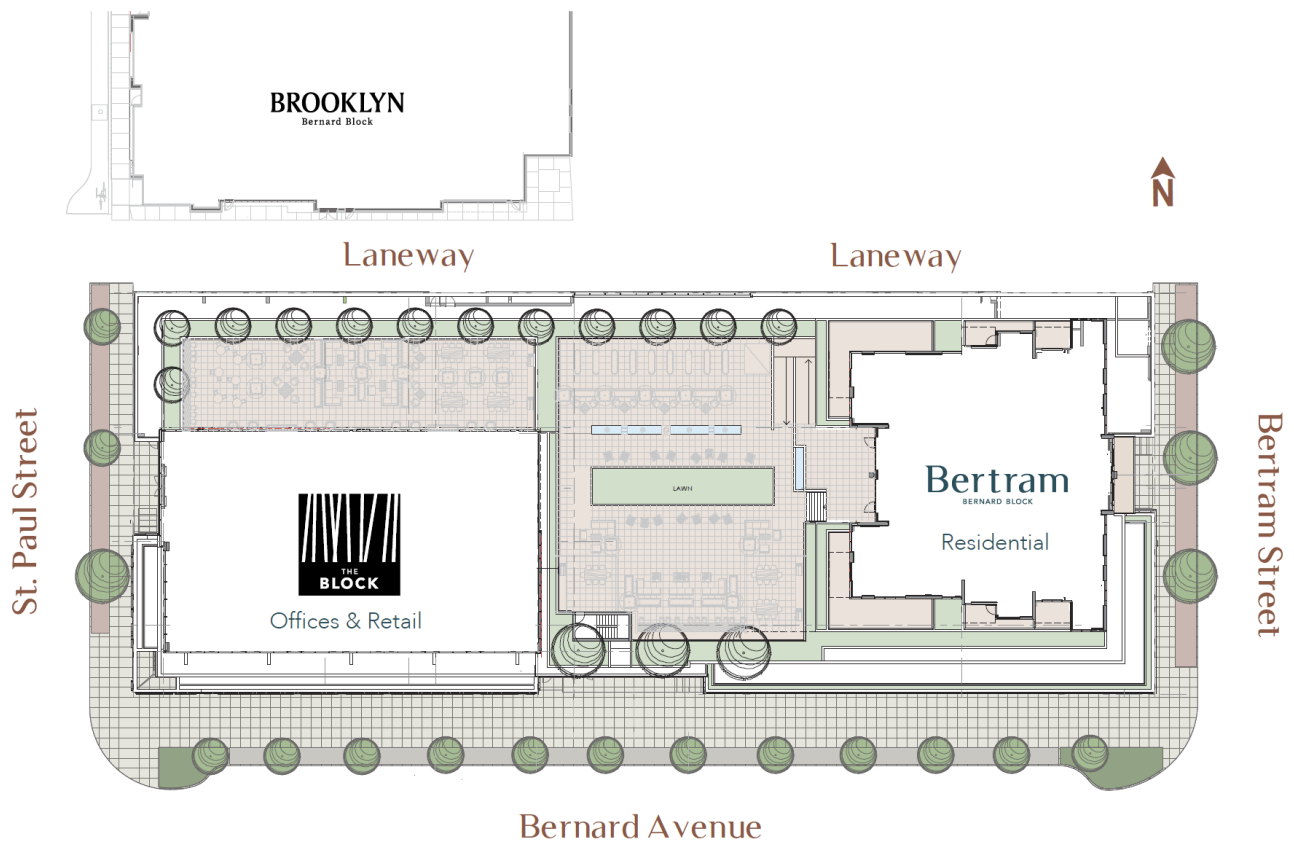 BROOKLYN
Bernard Block
N
Laneway
Laneway
St. Paul Street
LAWN
THE
BLOCK
Offices & Retail
Bertram
BERNARD BLOCK
Residential
Bertram Street
Bernard Avenue